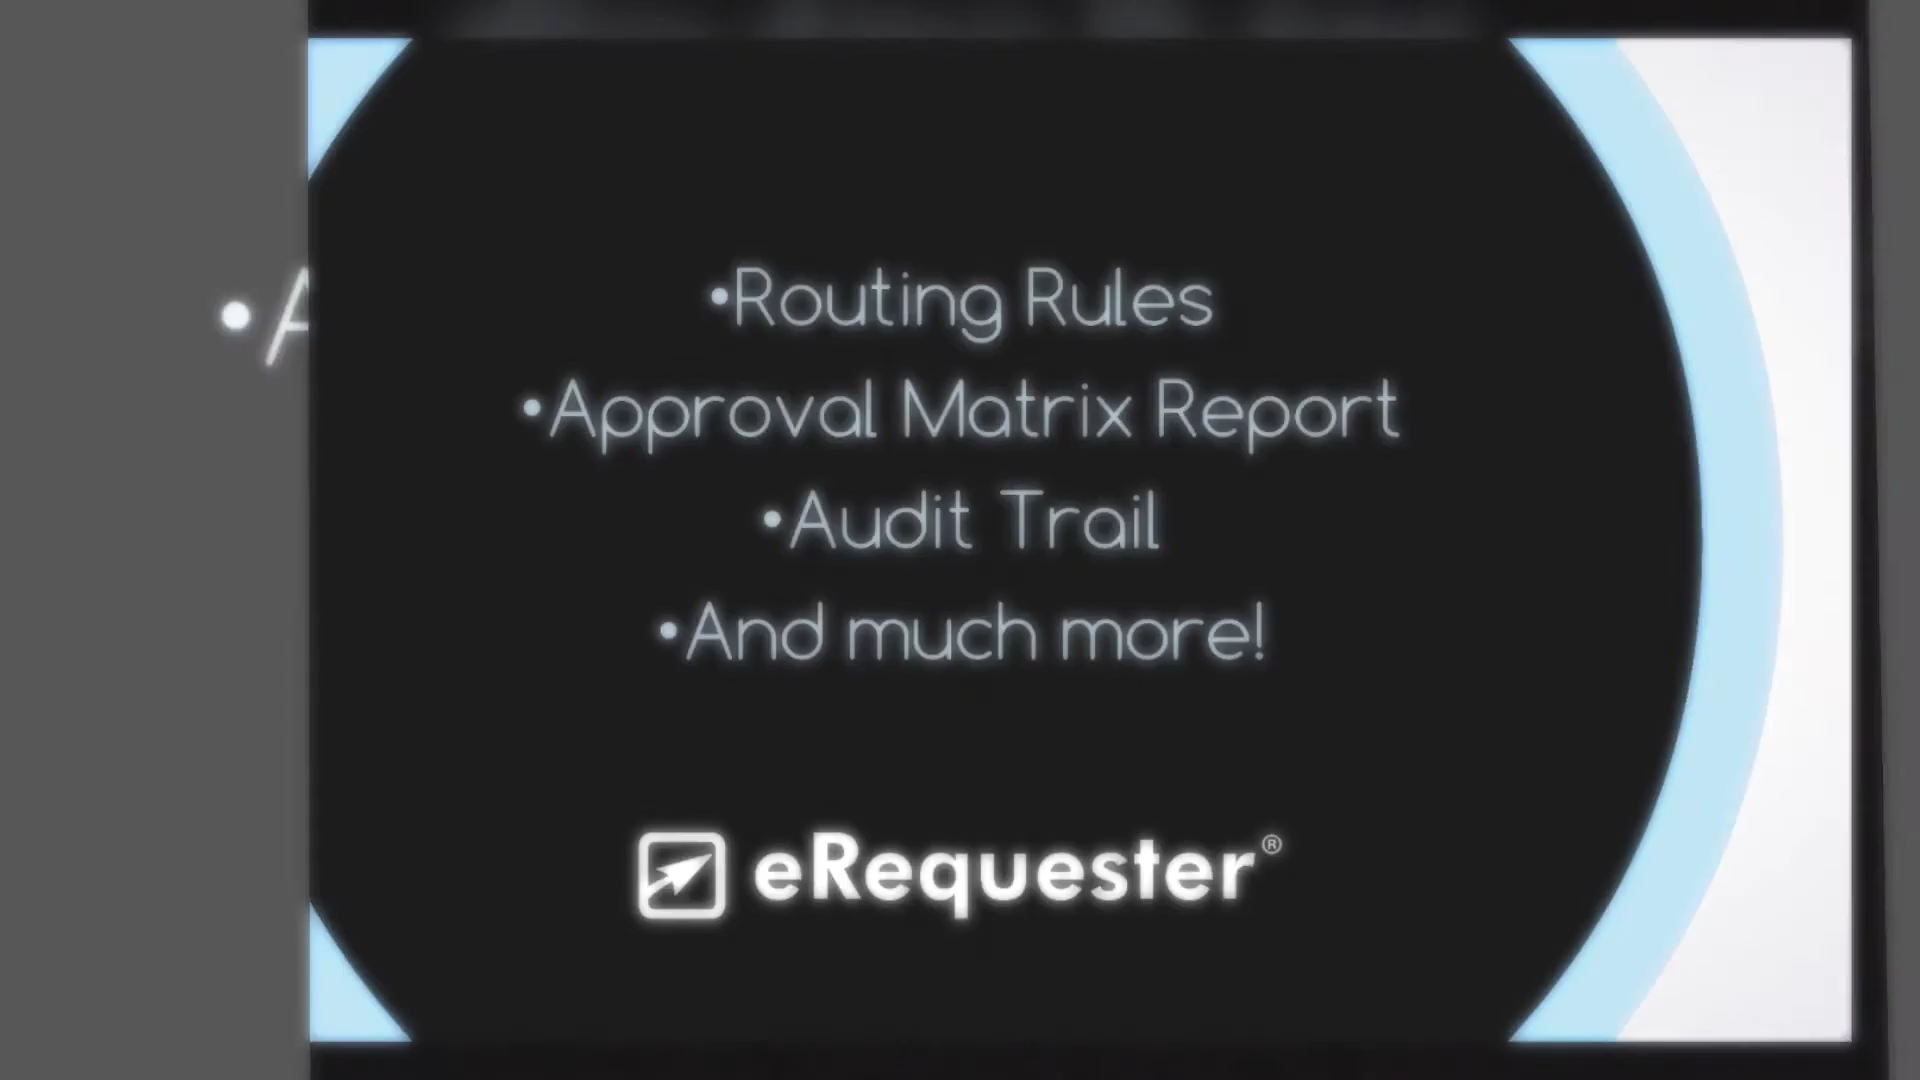 •Routing Rules
•Approval Matrix Report
•Audit Trail
•And much more!
eRequester®